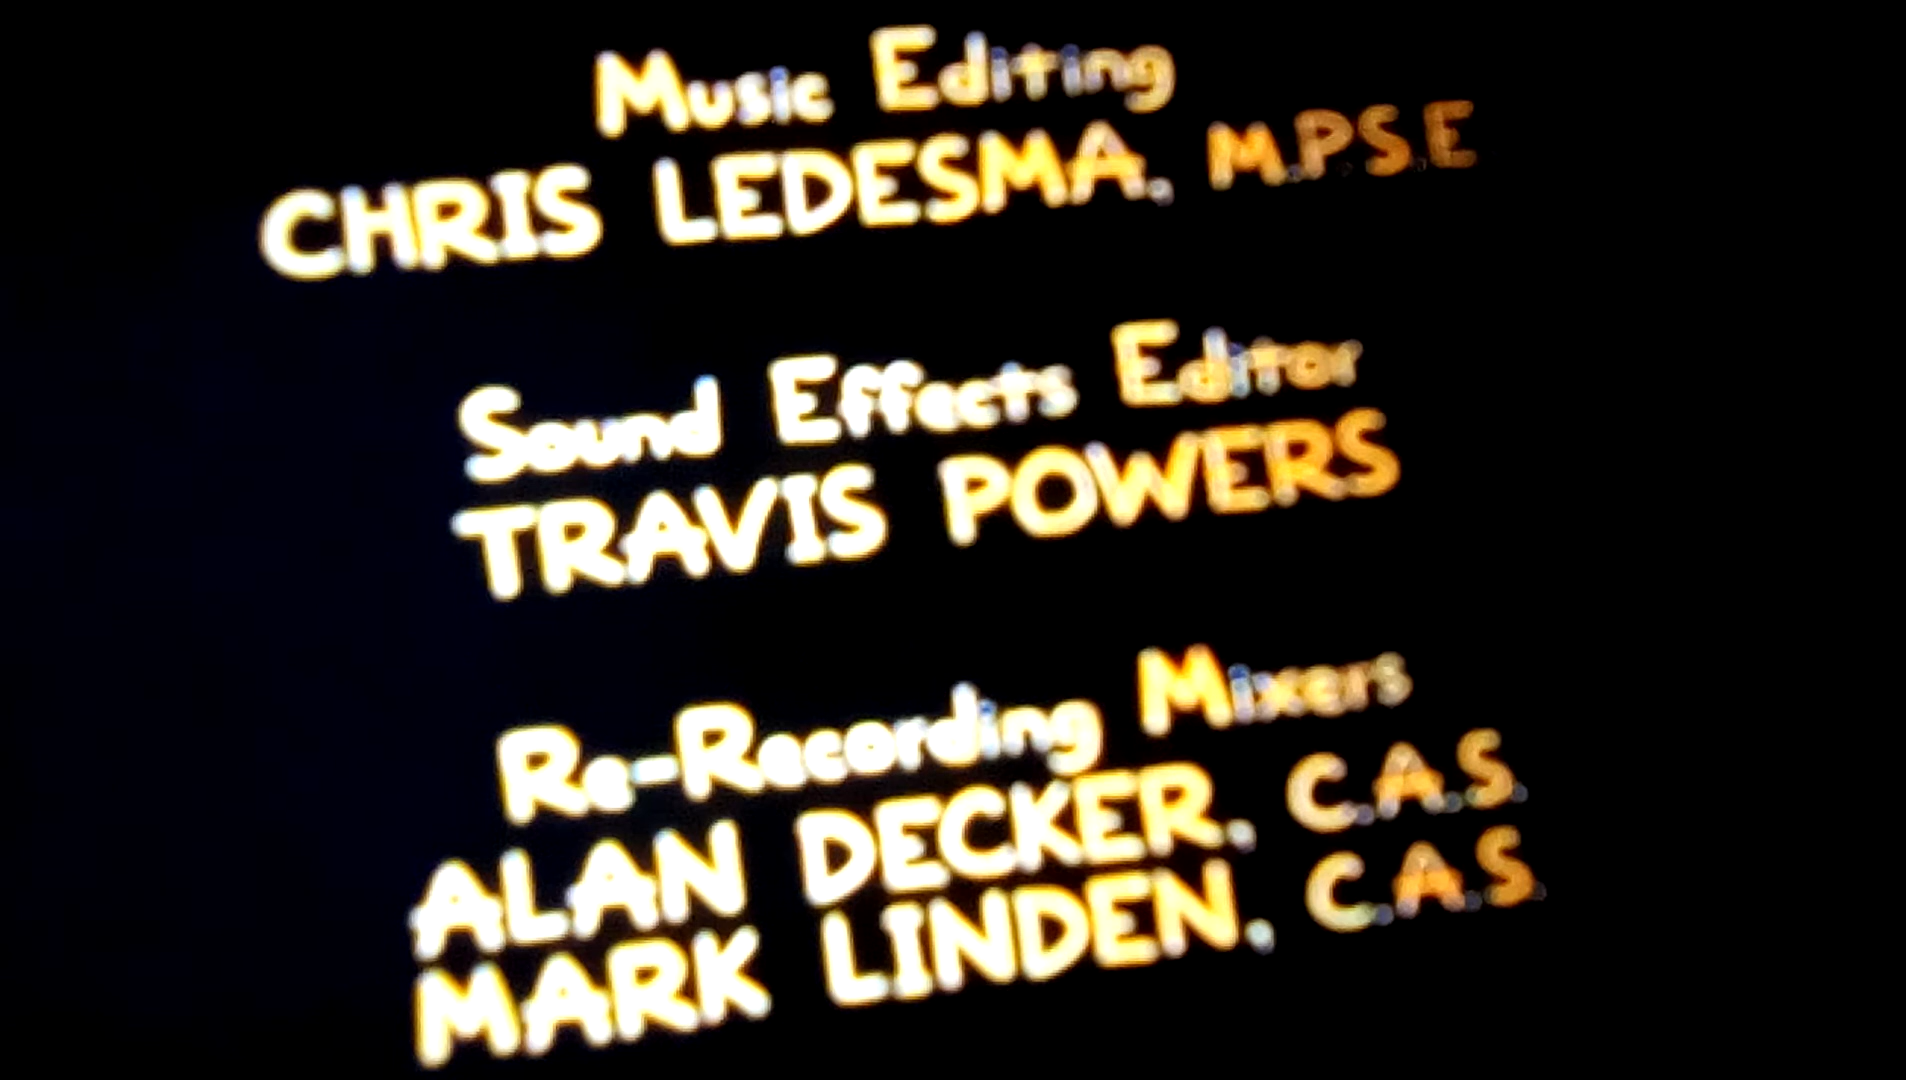 Music Editing
CHRIS LEDESMA, M.P.S.E
Sound Effects Editor
TRAVIS POWERS
Re-Recording Mixers
ALAN DECKER, C.A.S.
MARK LINDEN, C.A.S.